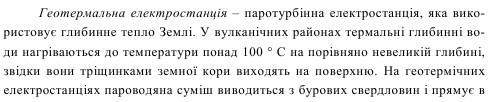 Геотермальна електростанція – паротурбінна електростанція, яка вико-
ристовує глибинне тепло Землі. У вулканічних районах термальні глибинні во-
ди нагріваються до температури понад 100 ° С на порівняно невеликій глибині,
звідки вони тріщинками земної кори виходять на поверхню. На геотермічних
електростанціях пароводяна суміш виводиться з бурових свердловин і прямує в